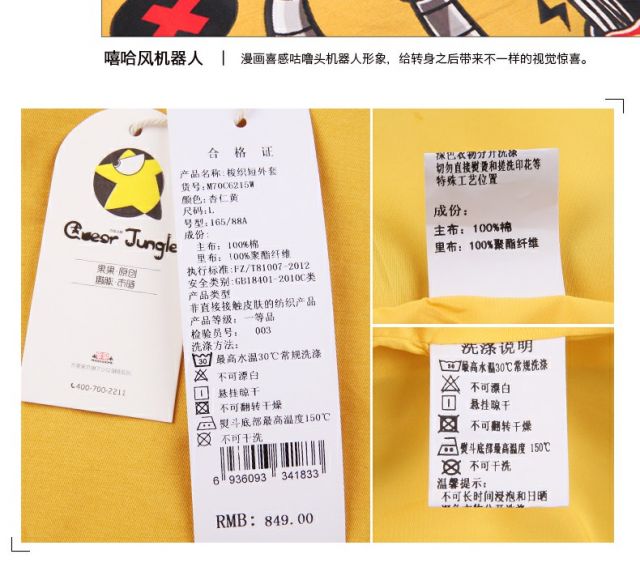 嘻哈风机器人 | 漫画喜感咕噜头机器人形象,给转身之后带来不一样的视觉惊喜。
Queer Jungle
果果·原创
400-700-2211
合格证
产品名称:梭织短外套
货号:M70C6215W
颜色:杏仁黄
尺码:L
号型:165/88A
成份:
主布:100%棉
里布:100%聚酯纤维
执行标准:FZ/T81007-2012
安全类别:GB18401-2010C类
产品类型
非直接接触皮肤的纺织产品
产品等级:一等品
检验员号: 003
洗涤方法:
30 最高水温30℃常规洗涤
不可漂白
悬挂晾干
不可翻转干燥
熨斗底部最高温度150℃
不可干洗
6 936093 341833
RMB: 849.00
深色衣物分开洗涤
切勿直接熨烫和搓洗印花等
特殊工艺位置
成份:
主布:100%棉
里布:100%聚酯纤维
洗涤说明
最高水温30℃常规洗涤
不可漂白
悬挂晾干
不可翻转干燥
熨斗底部最高温度 150℃
不可干洗
温馨提示:
不可长时间浸泡和日晒